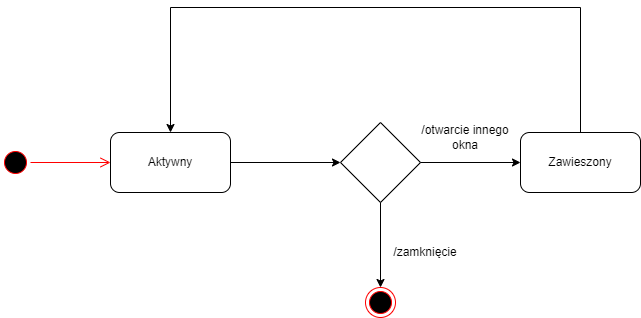 /otwarcie innego
okna
Aktywny
Zawieszony
/zamknięcie